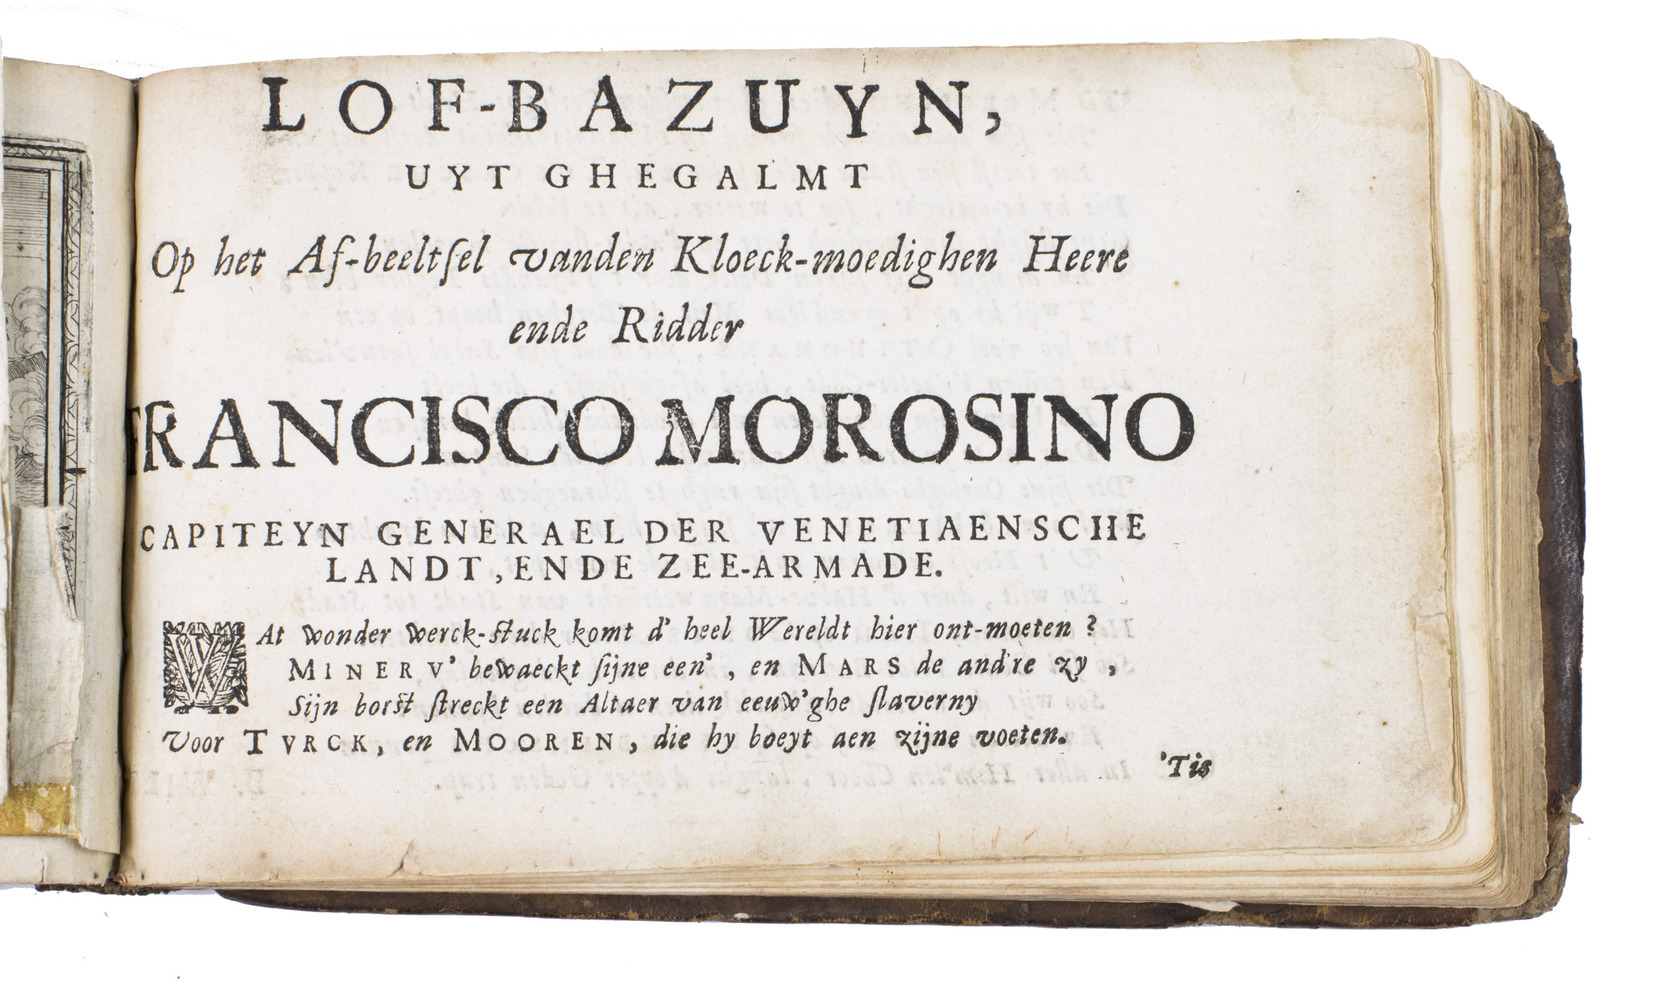 LOF-BAZUYN,
UYT GHEGALMT
Op het Af-beeltſel vanden Kloeck-moedighen Heere
ende Ridder
FRANCISCO MOROSINO
CAPITEYN GENERAEL DER VENETIAENSCHE
LANDT, ENDE ZEE-ARMADE.
WAt wonder werck-ſtuck komt d' heel Wereldt hier ont-moeten ?
MINERV' bewaeckt ſijne een', en MARS de andre zy,
Sijn borſt ſtreckt een Altaer van eeuw'ghe ſlaverny
Voor TVRCK, en MOOREN, die hy boeyt aen zijne voeten.
'Tis